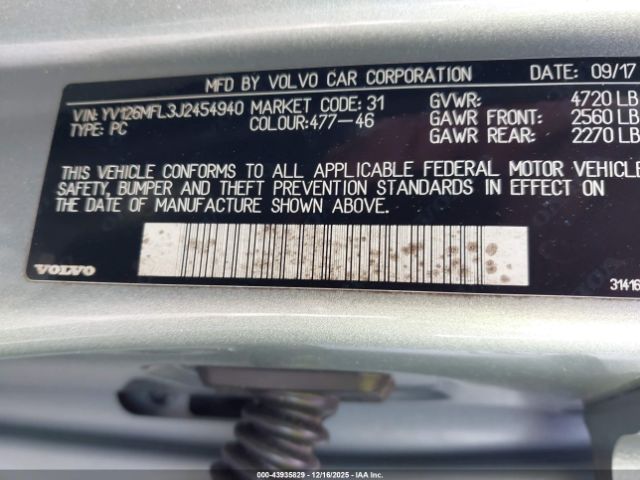 MFD BY VOLVO CAR CORPORATION DATE: 09/17
VIN: YV126MFL3J2454940 MARKET CODE: 31 GVWR: 4720 LB
TYPE: PC COLOUR:477-46 GAWR FRONT: 2560 LB
GAWR REAR: 2270 LB
THIS VEHICLE CONFORMS TO ALL APPLICABLE FEDERAL MOTOR VEHICLE
SAFETY, BUMPER AND THEFT PREVENTION STANDARDS IN EFFECT ON
THE DATE OF MANUFACTURE SHOWN ABOVE.
VOLVO
31416
000-43935829 - 12/16/2025 - IAA, Inc.